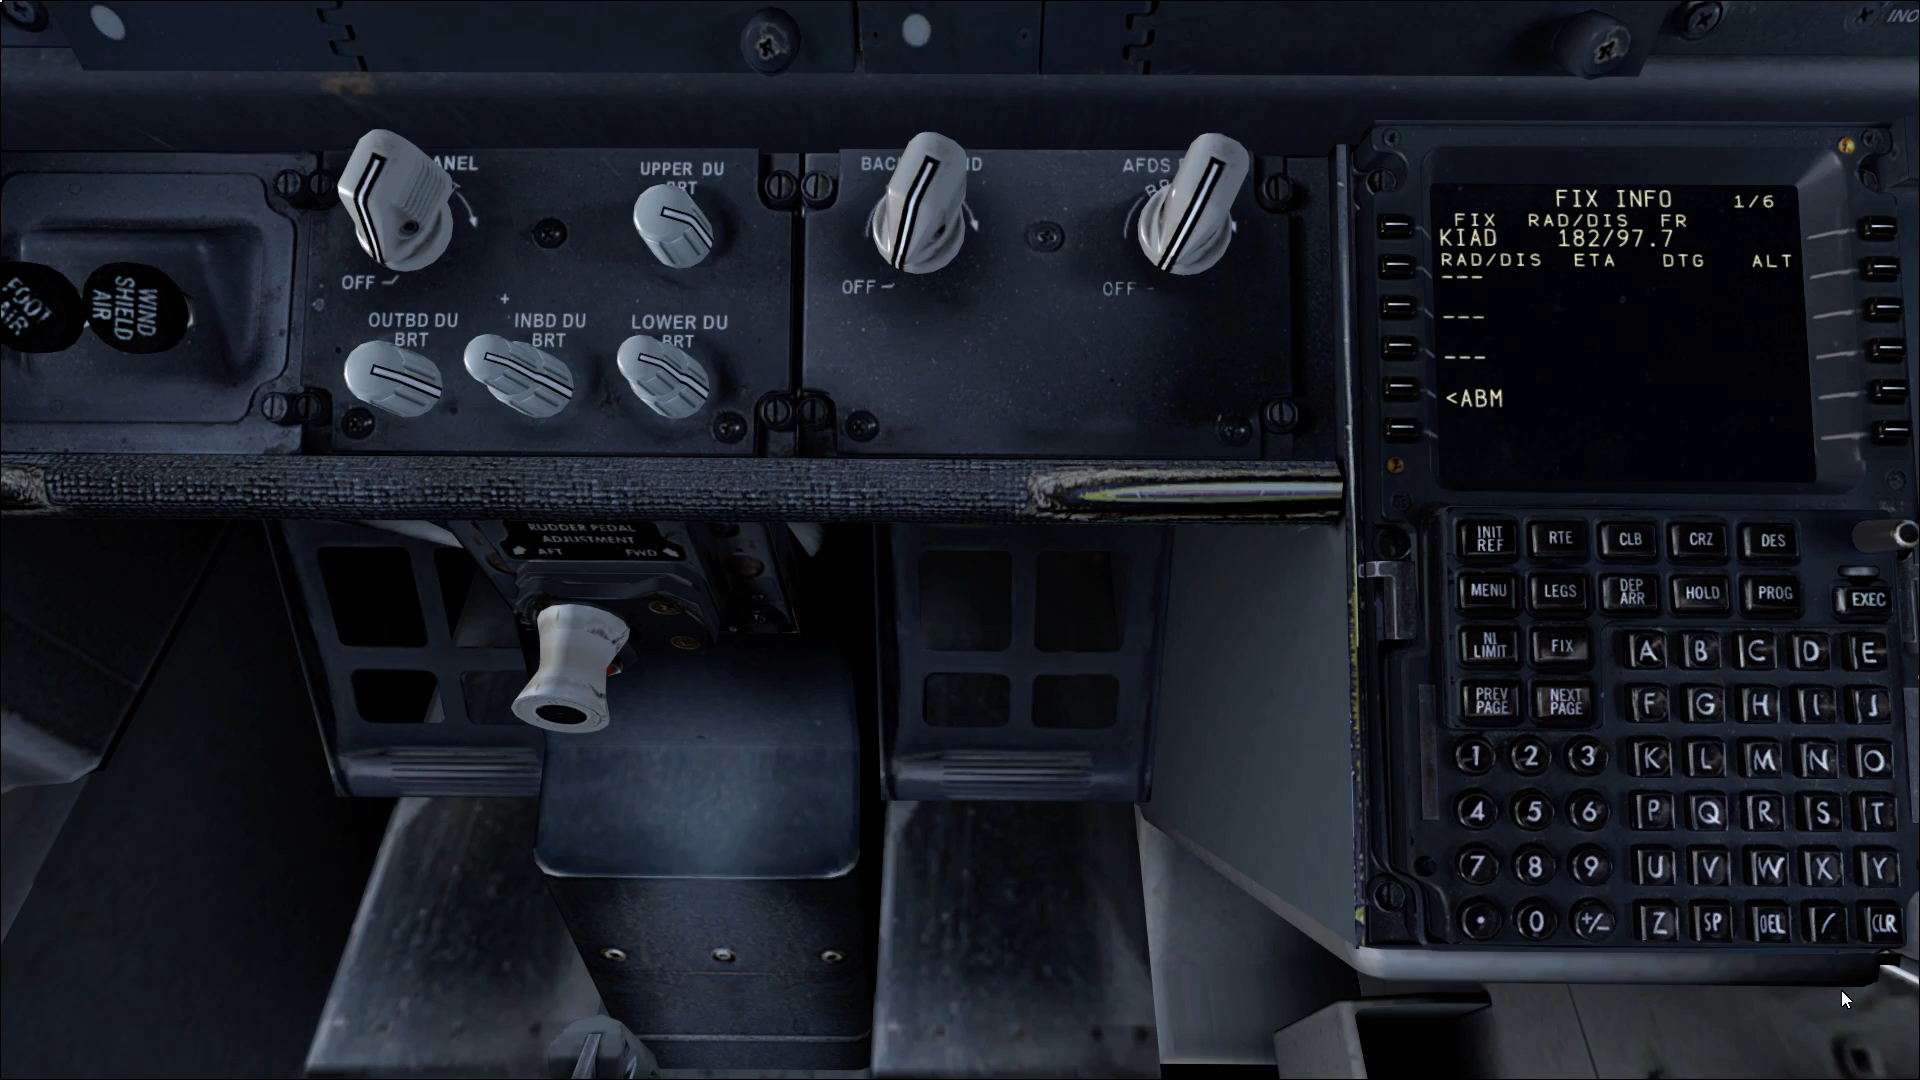 UPPER DU
AFDS
OFF
OFF
OFF
OUTBD DU
BRT
INBD DU
BRT
LOWER DU
BRT
WIND
SHIELD
AIR
FOOT
AIR
RUDDER PEDAL
ADJUSTMENT
AFT FWD
FIX INFO 1/6
FIX RAD/DIS FR
KIAD 182/97.7
RAD/DIS ETA DTG ALT
---
---
---
<ABM
INIT REF RTE CLB CRZ DES
MENU LEGS DEP ARR HOLD PROG EXEC
N1 LIMIT FIX A B C D E
PREV PAGE NEXT PAGE F G H I J
1 2 3 K L M N O
4 5 6 P Q R S T
7 8 9 U V W X Y
. 0 +/- Z SP DEL / CLR